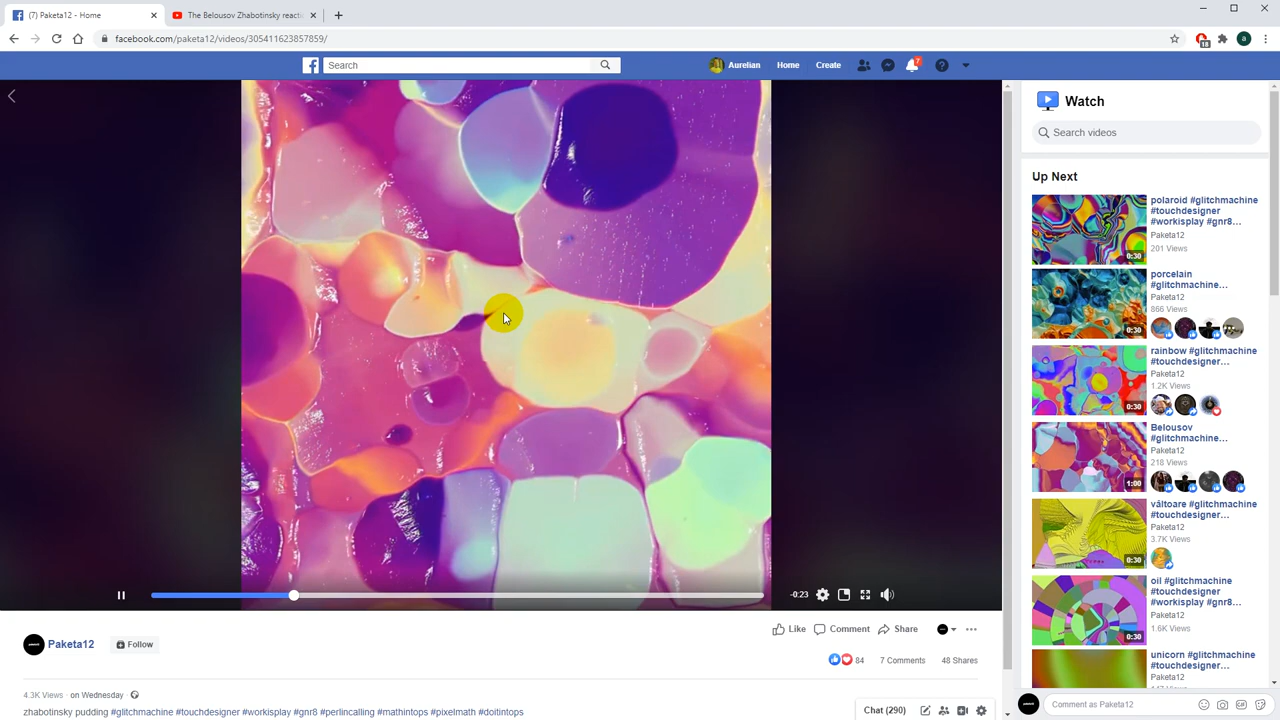 (7) Paketa12 - Home
The Belousov Zhabotinsky reacti
facebook.com/paketa12/videos/305411623857859/
18
a
Search
Aurelian
Home
Create
7
Watch
Search videos
Up Next
polaroid #glitchmachine
#touchdesigner
#workisplay #gnr8…
Paketa12
201 Views
0:30
porcelain
#glitchmachine…
Paketa12
866 Views
0:30
rainbow #glitchmachine
#touchdesigner…
Paketa12
1.2K Views
0:30
Belousov
#glitchmachine…
Paketa12
218 Views
1:00
váltoare #glitchmachine
#touchdesigner…
Paketa12
3.7K Views
0:30
oil #glitchmachine
#touchdesigner
#workisplay #gnr8…
Paketa12
1.6K Views
0:30
unicorn #glitchmachine
#touchdesigner…
Paketa12
-0:23
Like
Comment
Share
Paketa12
Follow
84
7 Comments
48 Shares
4.3K Views · on Wednesday ·
zhabotinsky pudding #glitchmachine #touchdesigner #workisplay #gnr8 #perlincalling #mathintops #pixelmath #doitintops
Chat (290)
Comment as Paketa12